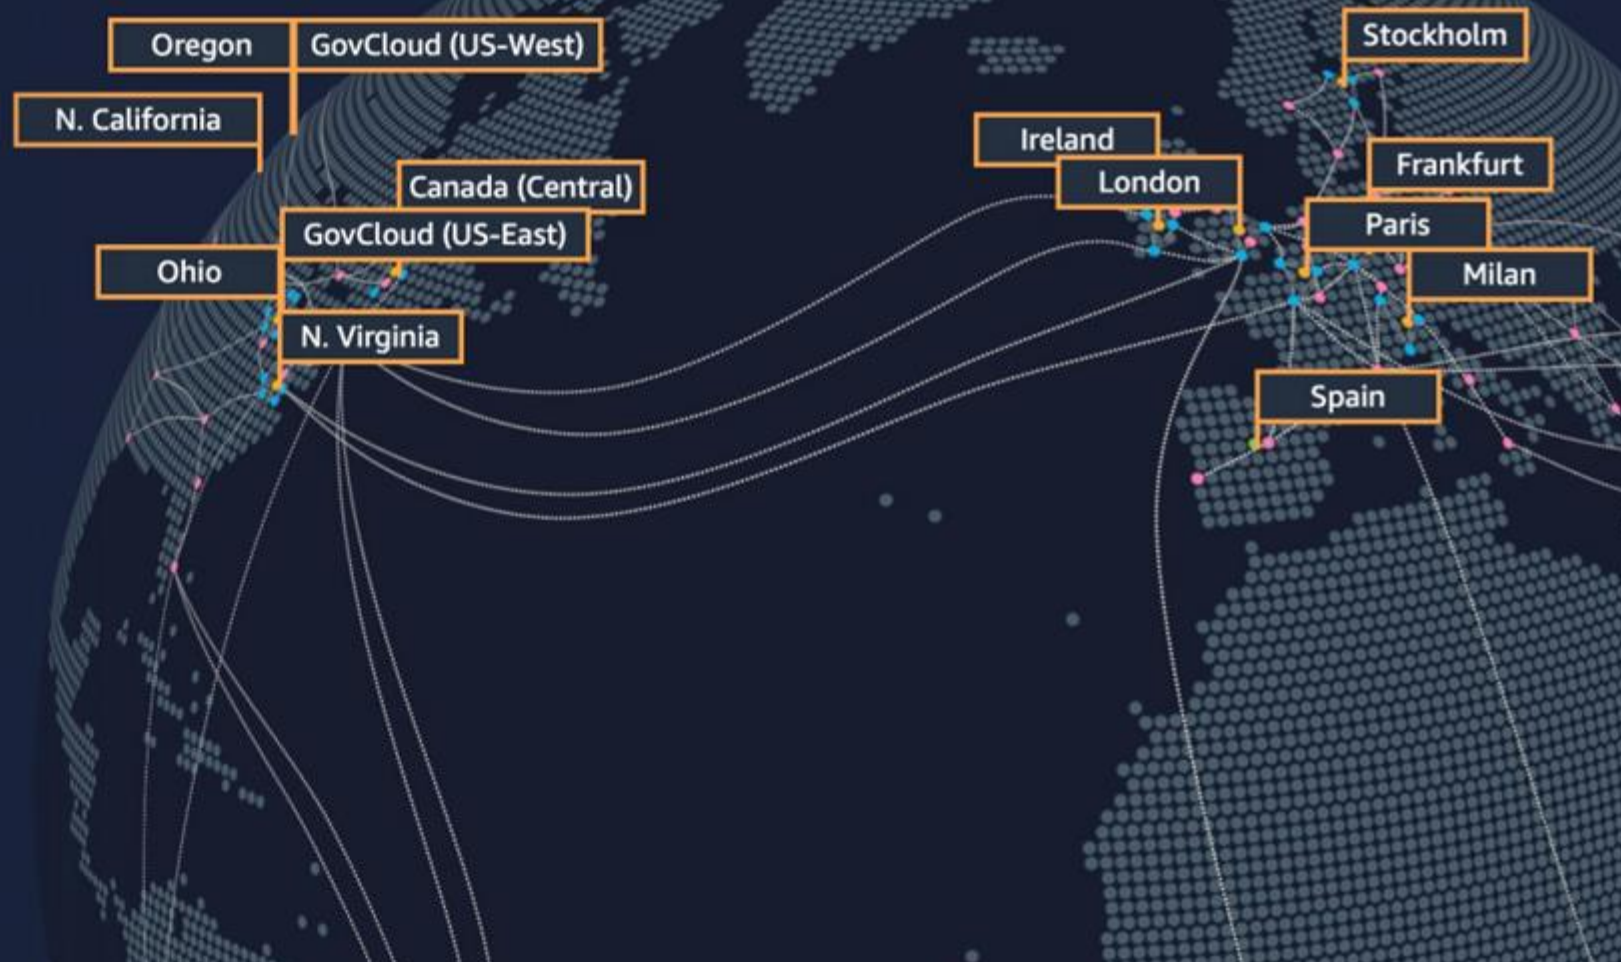 Oregon
GovCloud (US-West)
Stockholm
N. California
Ireland
Frankfurt
Canada (Central)
London
GovCloud (US-East)
Paris
Ohio
Milan
N. Virginia
Spain